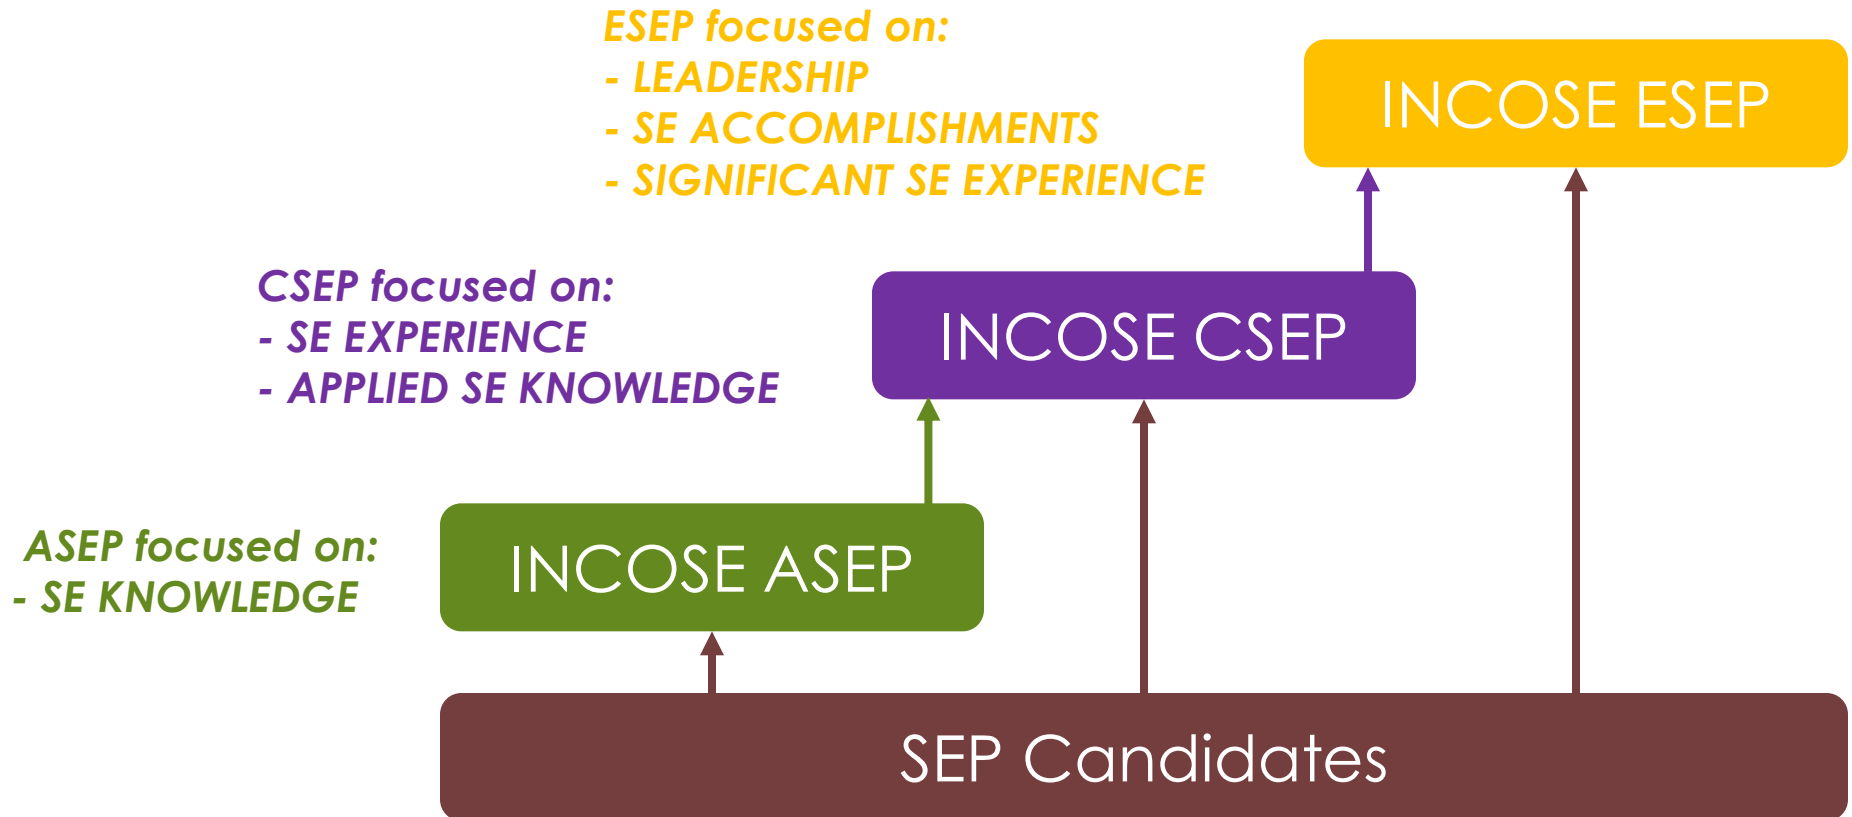 ESEP focused on:
- LEADERSHIP
- SE ACCOMPLISHMENTS
- SIGNIFICANT SE EXPERIENCE
INCOSE ESEP
CSEP focused on:
- SE EXPERIENCE
- APPLIED SE KNOWLEDGE
INCOSE CSEP
ASEP focused on:
- SE KNOWLEDGE
INCOSE ASEP
SEP Candidates